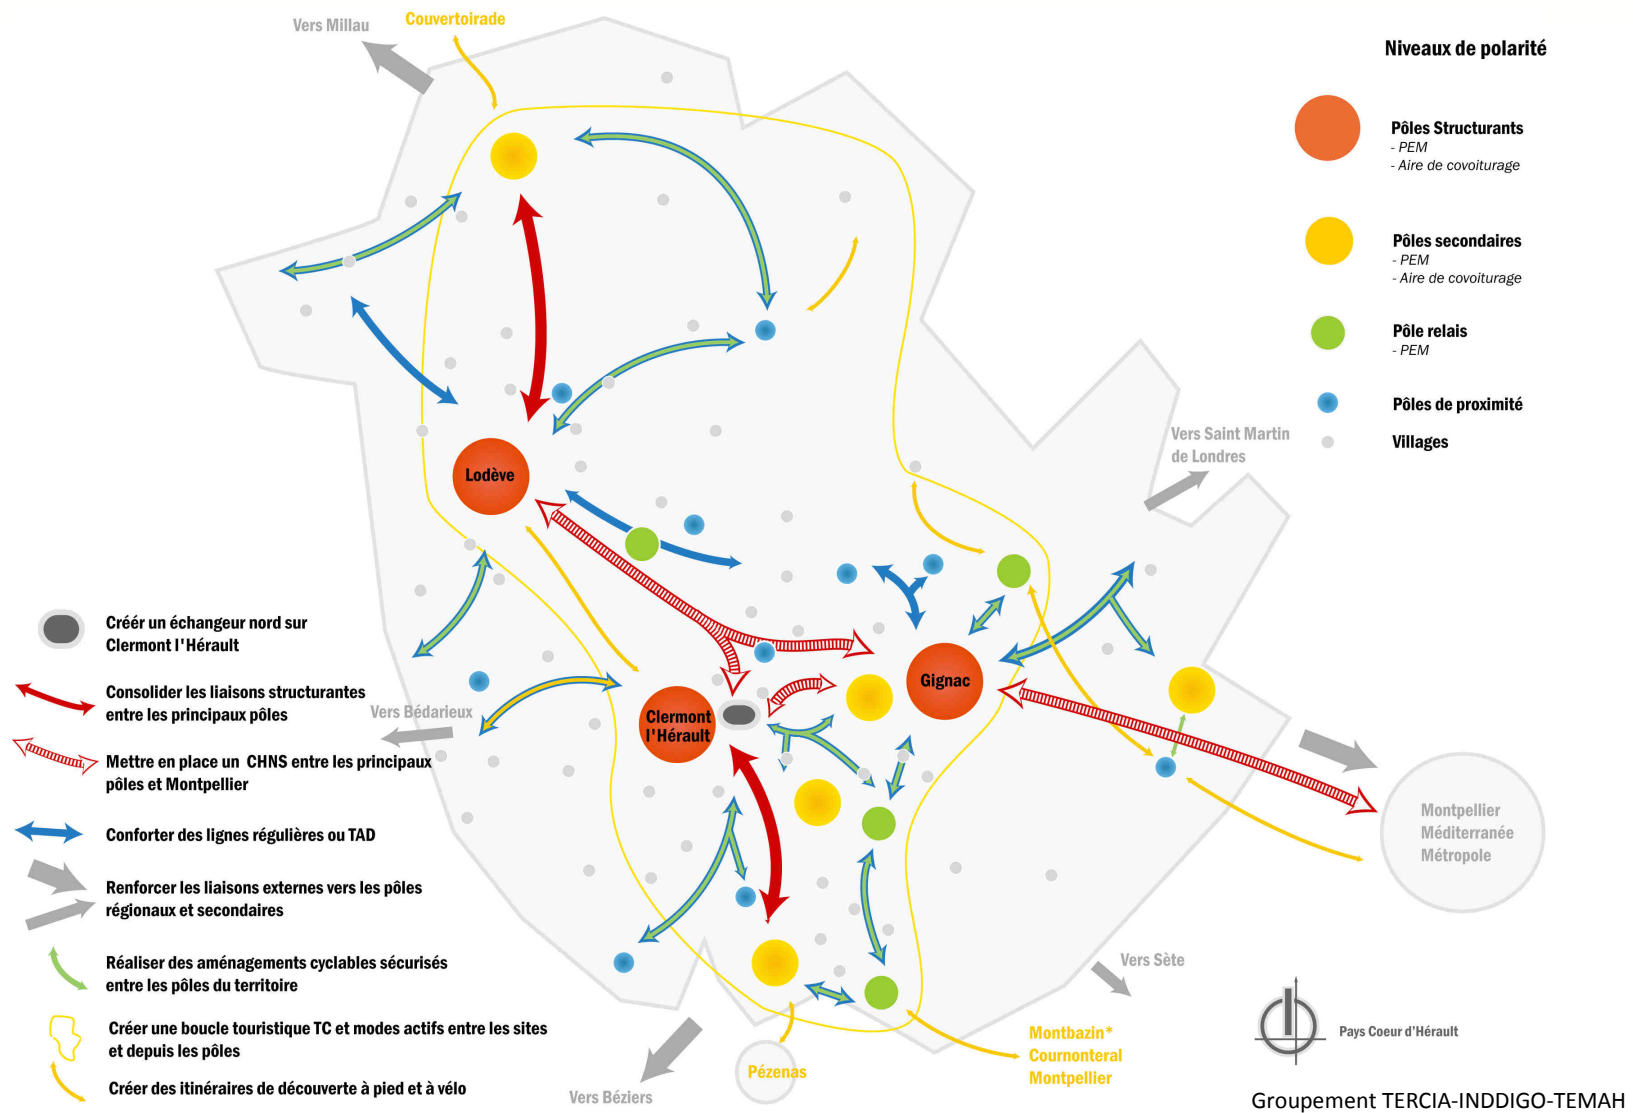 Vers Millau
Couvertoirade
Niveaux de polarité
Pôles Structurants
- PEM
- Aire de covoiturage
Pôles secondaires
- PEM
- Aire de covoiturage
Pôle relais
- PEM
Pôles de proximité
Villages
Vers Saint Martin
de Londres
Lodève
Gignac
Clermont
l'Hérault
Vers Bédarieux
Montpellier
Méditerranée
Métropole
Vers Sète
Montbazin*
Cournonteral
Montpellier
Pézenas
Vers Béziers
Créér un échangeur nord sur
Clermont l'Hérault
Consolider les liaisons structurantes
entre les principaux pôles
Mettre en place un CHNS entre les principaux
pôles et Montpellier
Conforter des lignes régulières ou TAD
Renforcer les liaisons externes vers les pôles
régionaux et secondaires
Réaliser des aménagements cyclables sécurisés
entre les pôles du territoire
Créer une boucle touristique TC et modes actifs entre les sites
et depuis les pôles
Créer des itinéraires de découverte à pied et à vélo
Pays Coeur d'Hérault
Groupement TERCIA-INDDIGO-TEMAH